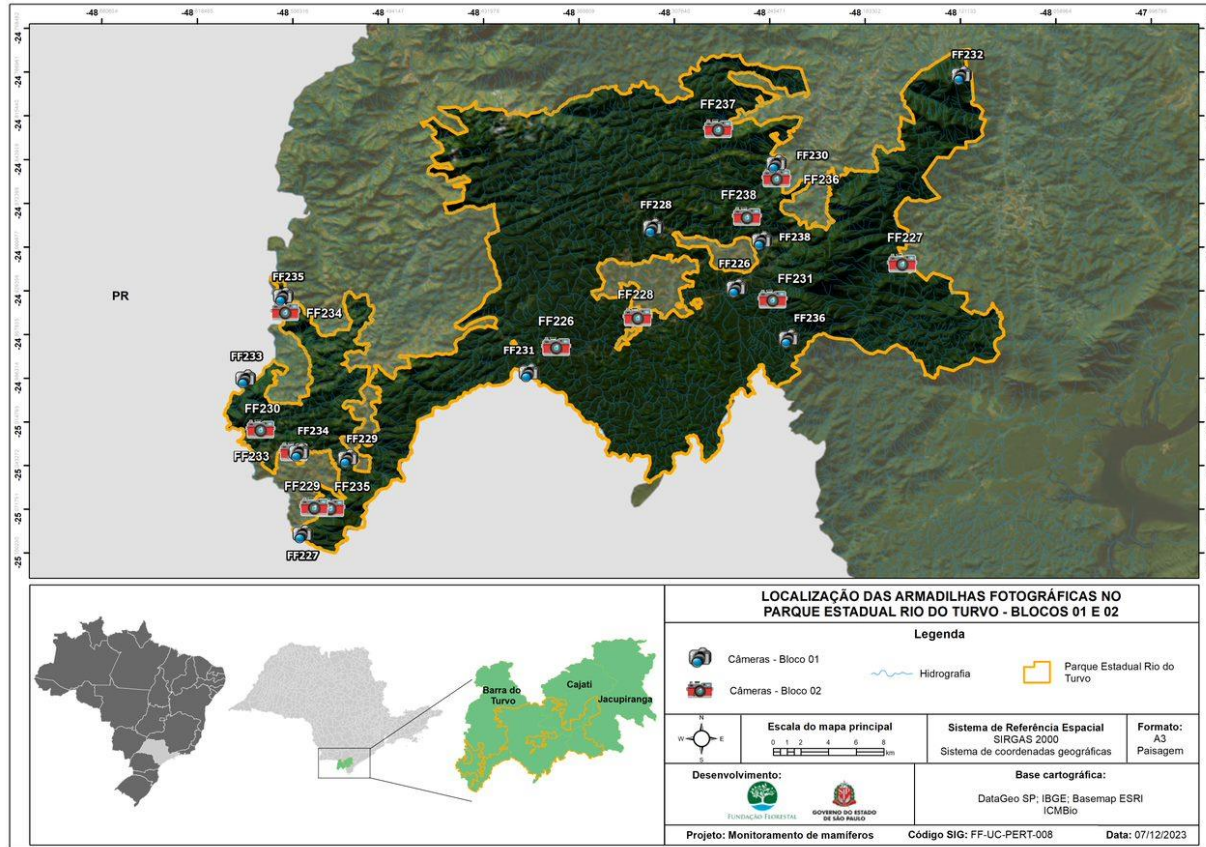 -48
-48
-48
-48
-48
-48
-48
-48
-48
-48
-48
-47
-24
-24
-24
-24
-24
-24
-24
-24
-24
-25
-25
-25
-25
FF232
FF237
FF230
FF236
FF238
FF228
FF238
FF227
FF226
FF235
FF231
FF234
FF228
FF236
FF226
FF231
FF233
FF230
FF234
FF229
FF233
FF229
FF235
FF227
PR
Barra do
Turvo
Cajati
Jacupiranga
LOCALIZAÇÃO DAS ARMADILHAS FOTOGRÁFICAS NO
PARQUE ESTADUAL RIO DO TURVO - BLOCOS 01 E 02
Legenda
Câmeras - Bloco 01
Câmeras - Bloco 02
Hidrografia
Parque Estadual Rio do
Turvo
N
W
E
S
Escala do mapa principal
0 1 2 4 6 8
km
Sistema de Referência Espacial
SIRGAS 2000
Sistema de coordenadas geográficas
Formato:
A3
Paisagem
Desenvolvimento:
FUNDAÇÃO FLORESTAL
GOVERNO DO ESTADO
DE SÃO PAULO
Base cartográfica:
DataGeo SP; IBGE; Basemap ESRI
ICMBio
Projeto: Monitoramento de mamíferos
Código SIG: FF-UC-PERT-008
Data: 07/12/2023